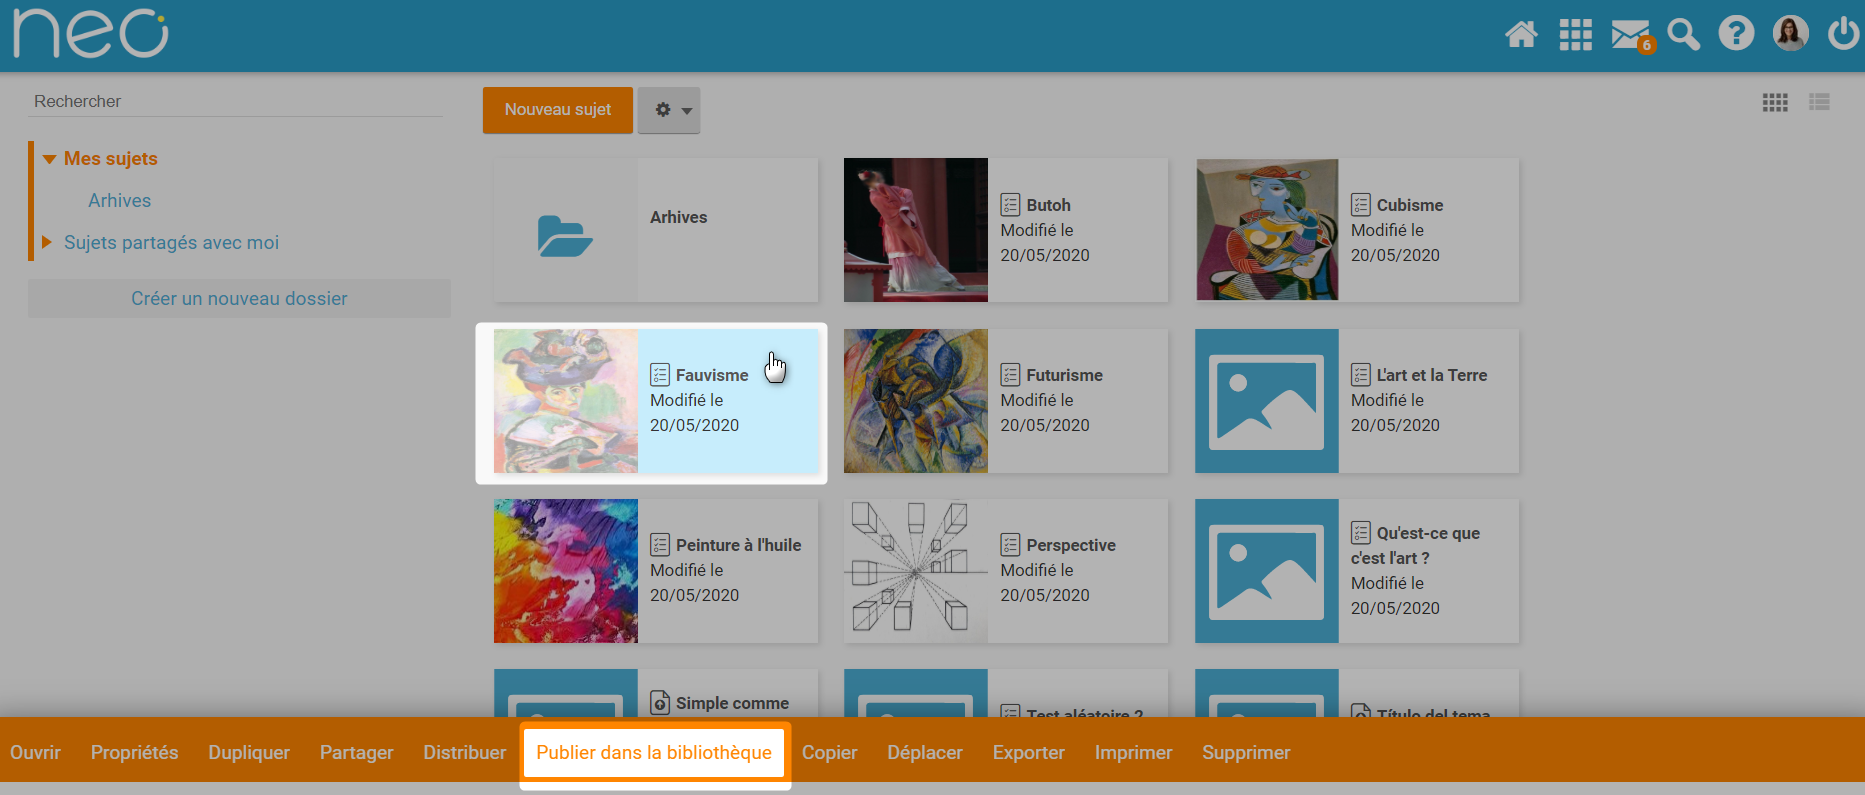 neo
6
Rechercher
Nouveau sujet
Mes sujets
Arhives
Sujets partagés avec moi
Créer un nouveau dossier
Arhives
Butoh
Modifié le
20/05/2020
Cubisme
Modifié le
20/05/2020
Fauvisme
Modifié le
20/05/2020
Futurisme
Modifié le
20/05/2020
L'art et la Terre
Modifié le
20/05/2020
Peinture à l'huile
Modifié le
20/05/2020
Perspective
Modifié le
20/05/2020
Qu'est-ce que
c'est l'art ?
Modifié le
20/05/2020
Simple comme
Test aléatoire 2
Título del tema
Ouvrir Propriétés Dupliquer Partager Distribuer Publier dans la bibliothèque Copier Déplacer Exporter Imprimer Supprimer